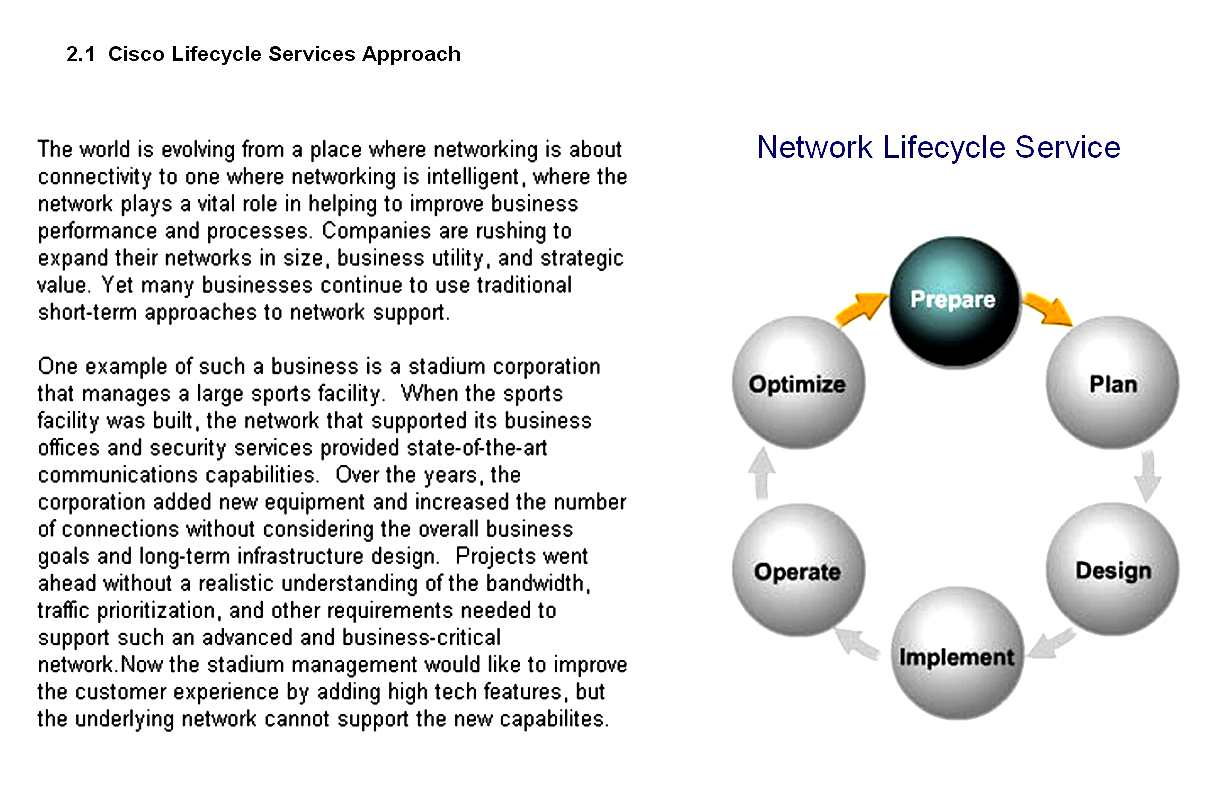 2.1 Cisco Lifecycle Services Approach
The world is evolving from a place where networking is about
connectivity to one where networking is intelligent, where the
network plays a vital role in helping to improve business
performance and processes. Companies are rushing to
expand their networks in size, business utility, and strategic
value. Yet many businesses continue to use traditional
short-term approaches to network support.
One example of such a business is a stadium corporation
that manages a large sports facility. When the sports
facility was built, the network that supported its business
offices and security services provided state-of-the-art
communications capabilities. Over the years, the
corporation added new equipment and increased the number
of connections without considering the overall business
goals and long-term infrastructure design. Projects went
ahead without a realistic understanding of the bandwidth,
traffic prioritization, and other requirements needed to
support such an advanced and business-critical
network.Now the stadium management would like to improve
the customer experience by adding high tech features, but
the underlying network cannot support the new capabilites.
Network Lifecycle Service
Prepare
Plan
Design
Implement
Operate
Optimize